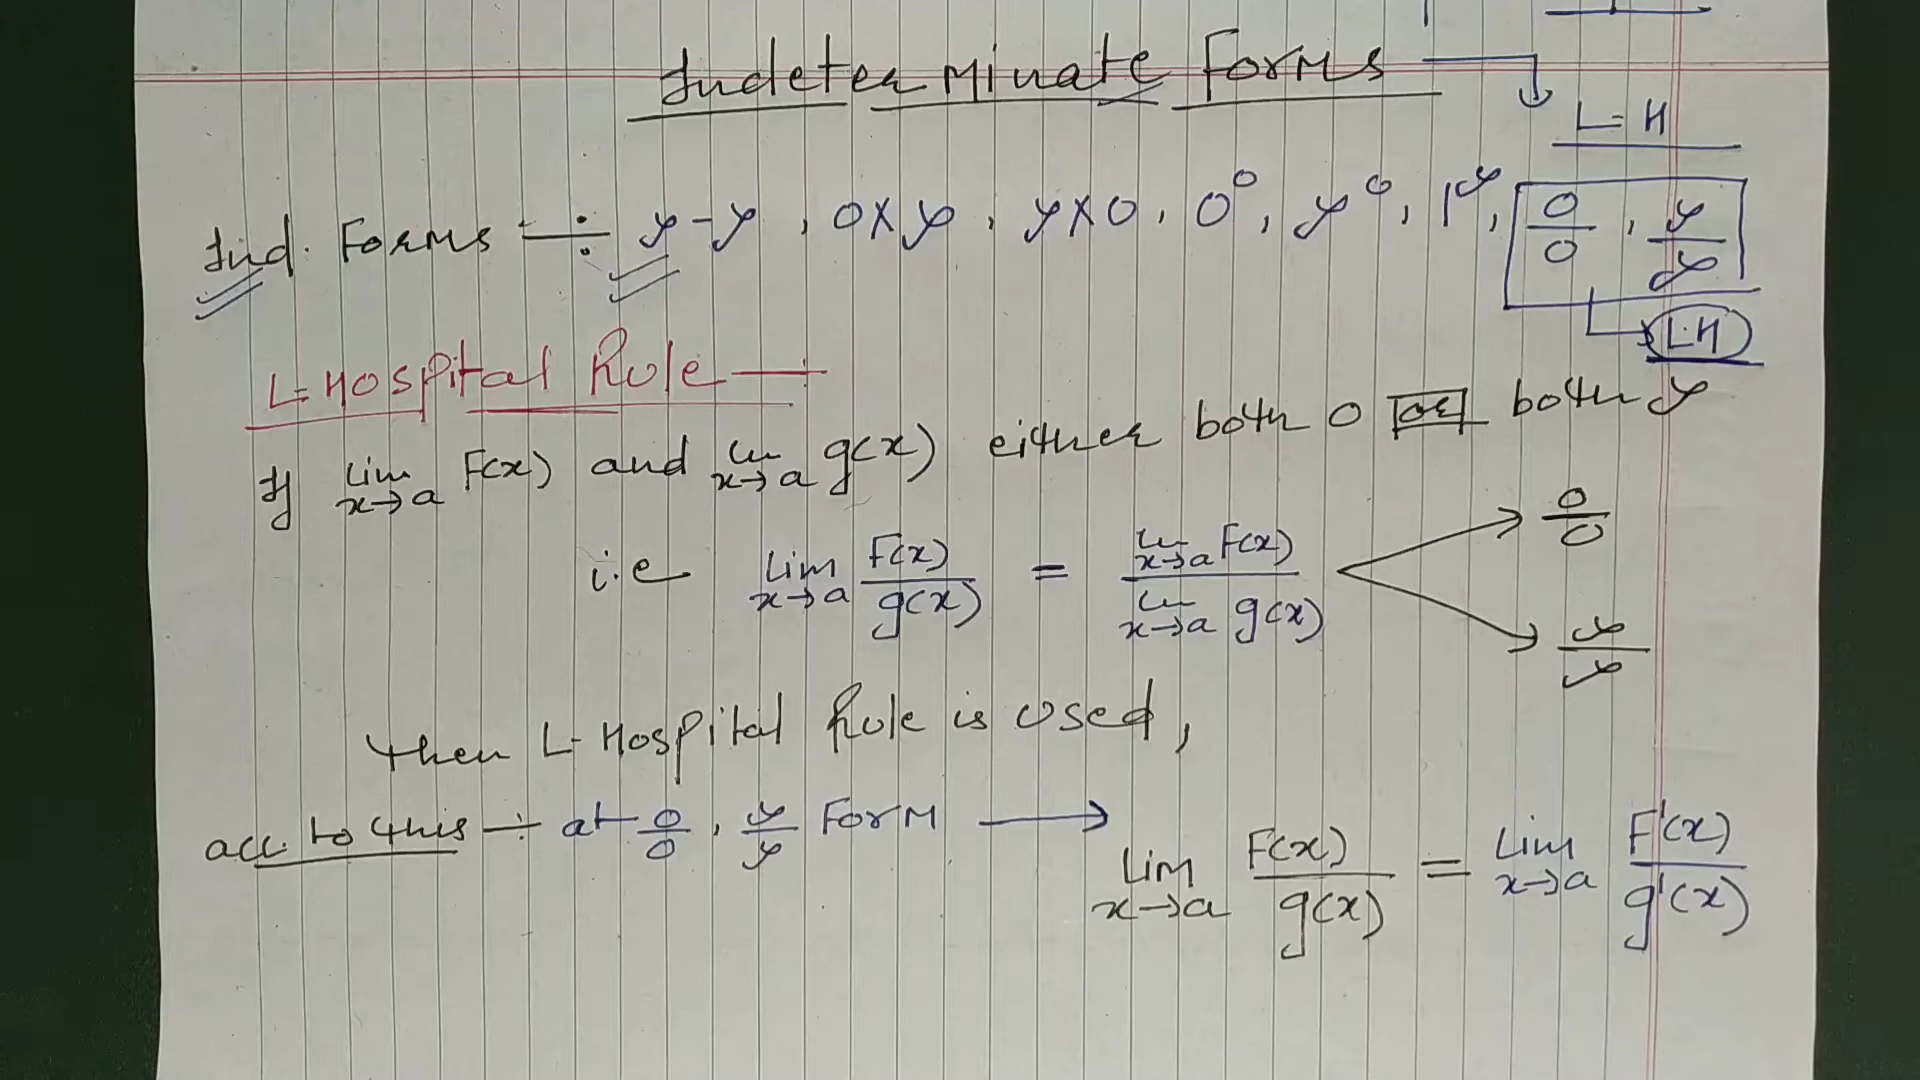 Indeterminate Forms →
L-H
Ind. Forms ÷ ∞-∞, 0×∞, ∞×0, 0⁰, ∞⁰, 1^∞, 0/0, ∞/∞
L-H
L-Hospital Rule ÷
If lim x→a F(x) and lim x→a g(x) either both 0 or both ∞
i.e lim x→a F(x)/g(x) = lim x→a F(x) / lim x→a g(x) → 0/0
→ ∞/∞
then L-Hospital Rule is used,
acc. to this ÷ at 0/0, ∞/∞ Form →
lim x→a F(x)/g(x) = lim x→a F'(x)/g'(x)